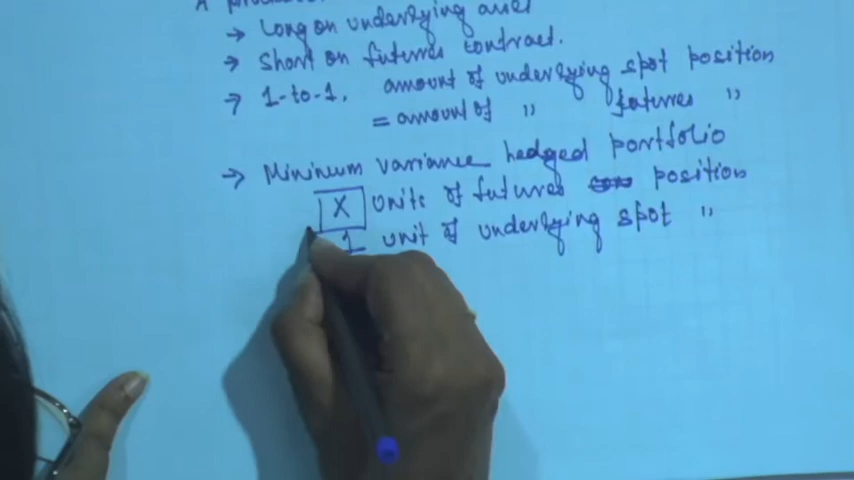 A
→ Long on underlying asset
→ Short on futures contract.
→ 1-to-1. amount of underlying spot position
= amount of " futures "
→ Mininum variance hedged portfolio
X units of futures position
1 unit of underlying spot "